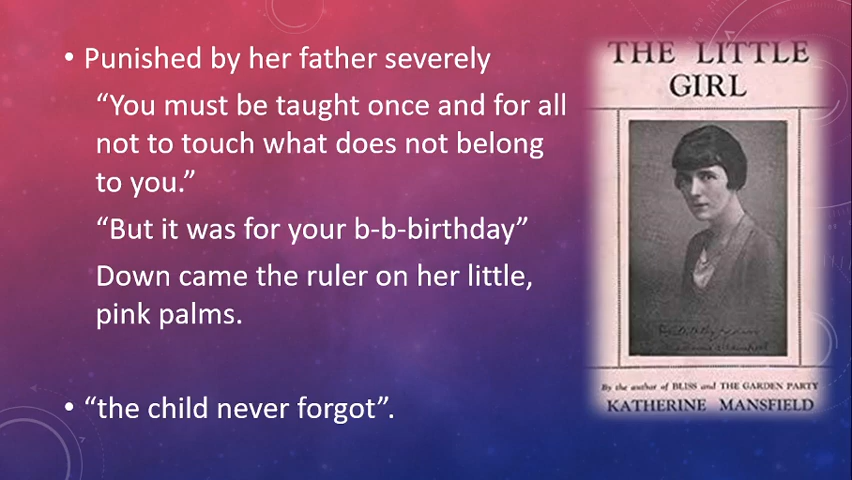 • Punished by her father severely
“You must be taught once and for all
not to touch what does not belong
to you.”
“But it was for your b-b-birthday”
Down came the ruler on her little,
pink palms.
• “the child never forgot”.
THE LITTLE
GIRL
By the author of BLISS and THE GARDEN PARTY
KATHERINE MANSFIELD